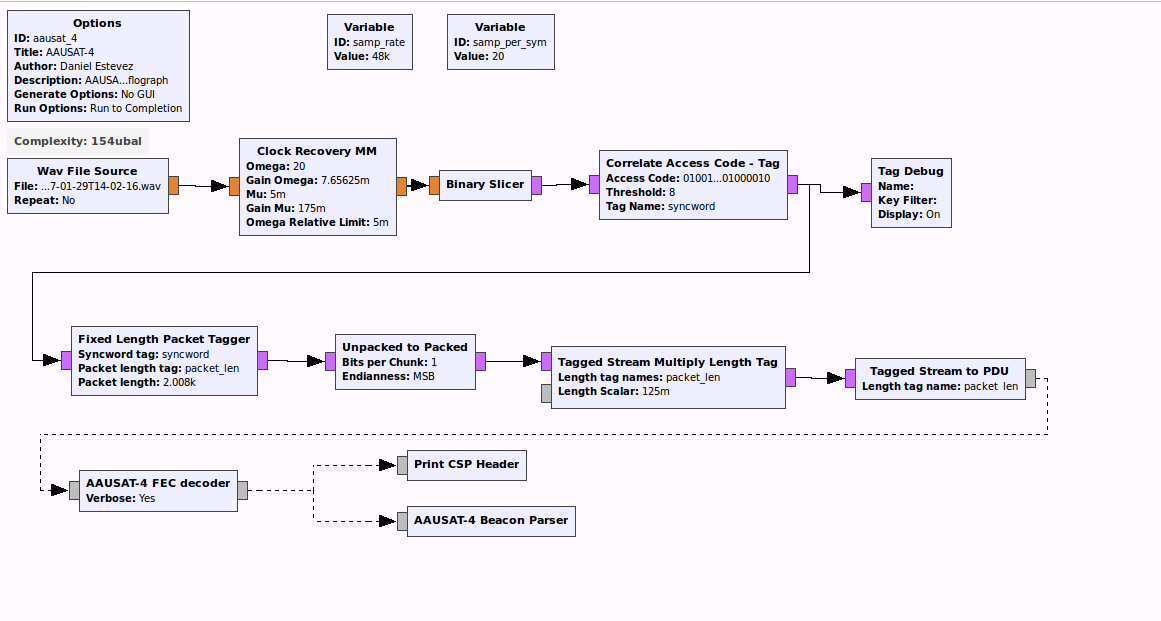 Options
ID: aausat_4
Title: AAUSAT-4
Author: Daniel Estevez
Description: AAUSA...flograph
Generate Options: No GUI
Run Options: Run to Completion
Variable
ID: samp_rate
Value: 48k
Variable
ID: samp_per_sym
Value: 20
Complexity: 154ubal
Wav File Source
File: ...7-01-29T14-02-16.wav
Repeat: No
Clock Recovery MM
Omega: 20
Gain Omega: 7.65625m
Mu: 5m
Gain Mu: 175m
Omega Relative Limit: 5m
Binary Slicer
Correlate Access Code - Tag
Access Code: 01001...01000010
Threshold: 8
Tag Name: syncword
Tag Debug
Name:
Key Filter:
Display: On
Fixed Length Packet Tagger
Syncword tag: syncword
Packet length tag: packet_len
Packet length: 2.008k
Unpacked to Packed
Bits per Chunk: 1
Endianness: MSB
Tagged Stream Multiply Length Tag
Length tag names: packet_len
Length Scalar: 125m
Tagged Stream to PDU
Length tag name: packet_len
AAUSAT-4 FEC decoder
Verbose: Yes
Print CSP Header
AAUSAT-4 Beacon Parser